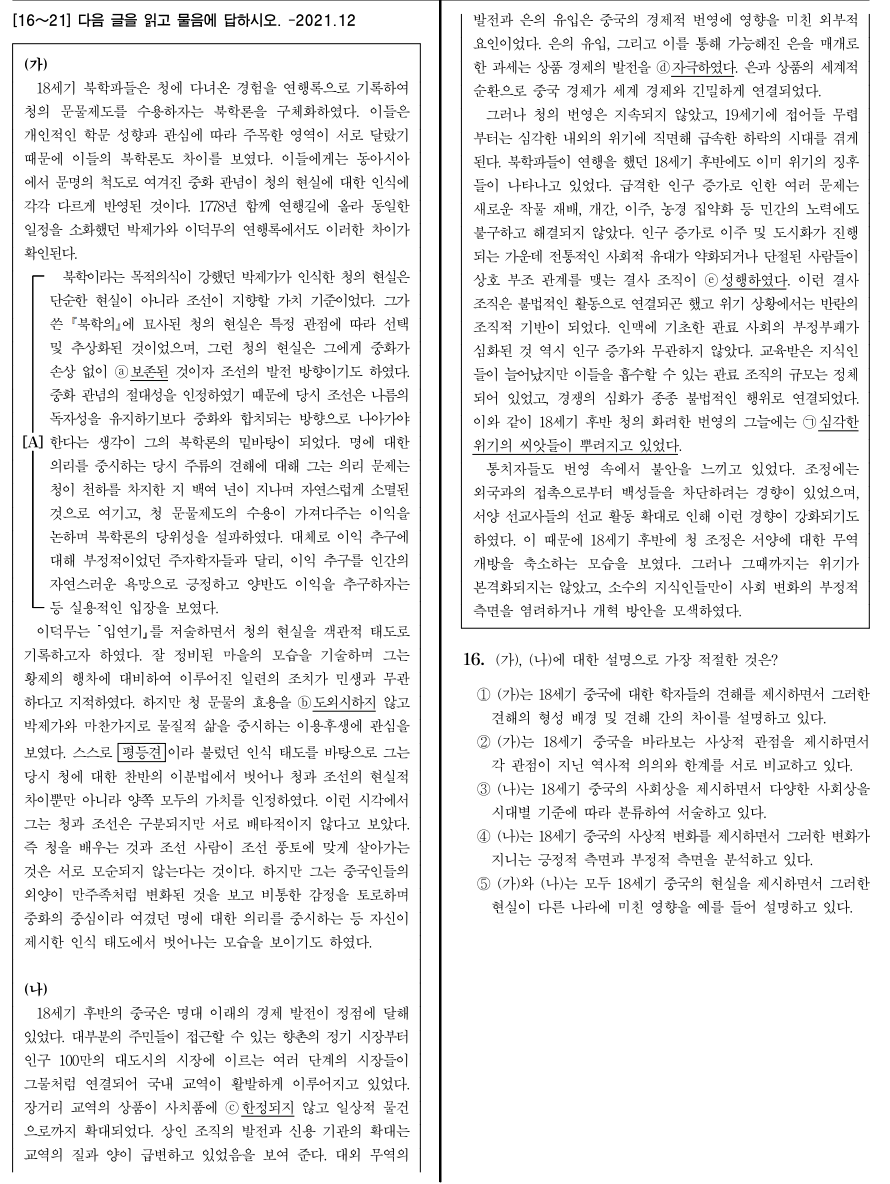 [16～21] 다음 글을 읽고 물음에 답하시오. -2021.12
(가)
18세기 북학파들은 청에 다녀온 경험을 연행록으로 기록하여
청의 문물제도를 수용하자는 북학론을 구체화하였다. 이들은
개인적인 학문 성향과 관심에 따라 주목한 영역이 서로 달랐기
때문에 이들의 북학론도 차이를 보였다. 이들에게는 동아시아
에서 문명의 척도로 여겨진 중화 관념이 청의 현실에 대한 인식에
각각 다르게 반영된 것이다. 1778년 함께 연행길에 올라 동일한
일정을 소화했던 박제가와 이덕무의 연행록에서도 이러한 차이가
확인된다.
북학이라는 목적의식이 강했던 박제가가 인식한 청의 현실은
단순한 현실이 아니라 조선이 지향할 가치 기준이었다. 그가
쓴 『북학의』에 묘사된 청의 현실은 특정 관점에 따라 선택
및 추상화된 것이었으며, 그런 청의 현실은 그에게 중화가
손상 없이 ⓐ보존된 것이자 조선의 발전 방향이기도 하였다.
중화 관념의 절대성을 인정하였기 때문에 당시 조선은 나름의
독자성을 유지하기보다 중화와 합치되는 방향으로 나아가야
[A] 한다는 생각이 그의 북학론의 밑바탕이 되었다. 명에 대한
의리를 중시하는 당시 주류의 견해에 대해 그는 의리 문제는
청이 천하를 차지한 지 백여 년이 지나며 자연스럽게 소멸된
것으로 여기고, 청 문물제도의 수용이 가져다주는 이익을
논하며 북학론의 당위성을 설파하였다. 대체로 이익 추구에
대해 부정적이었던 주자학자들과 달리, 이익 추구를 인간의
자연스러운 욕망으로 긍정하고 양반도 이익을 추구하자는
등 실용적인 입장을 보였다.
이덕무는 「입연기」를 저술하면서 청의 현실을 객관적 태도로
기록하고자 하였다. 잘 정비된 마을의 모습을 기술하며 그는
황제의 행차에 대비하여 이루어진 일련의 조치가 민생과 무관
하다고 지적하였다. 하지만 청 문물의 효용을 ⓑ도외시하지 않고
박제가와 마찬가지로 물질적 삶을 중시하는 이용후생에 관심을
보였다. 스스로 평등견 이라 불렀던 인식 태도를 바탕으로 그는
당시 청에 대한 찬반의 이분법에서 벗어나 청과 조선의 현실적
차이뿐만 아니라 양쪽 모두의 가치를 인정하였다. 이런 시각에서
그는 청과 조선은 구분되지만 서로 배타적이지 않다고 보았다.
즉 청을 배우는 것과 조선 사람이 조선 풍토에 맞게 살아가는
것은 서로 모순되지 않는다는 것이다. 하지만 그는 중국인들의
외양이 만주족처럼 변화된 것을 보고 비통한 감정을 토로하며
중화의 중심이라 여겼던 명에 대한 의리를 중시하는 등 자신이
제시한 인식 태도에서 벗어나는 모습을 보이기도 하였다.
(나)
18세기 후반의 중국은 명대 이래의 경제 발전이 정점에 달해
있었다. 대부분의 주민들이 접근할 수 있는 향촌의 정기 시장부터
인구 100만의 대도시의 시장에 이르는 여러 단계의 시장들이
그물처럼 연결되어 국내 교역이 활발하게 이루어지고 있었다.
장거리 교역의 상품이 사치품에 ⓒ한정되지 않고 일상적 물건
으로까지 확대되었다. 상인 조직의 발전과 신용 기관의 확대는
교역의 질과 양이 급변하고 있었음을 보여 준다. 대외 무역의
발전과 은의 유입은 중국의 경제적 번영에 영향을 미친 외부적
요인이었다. 은의 유입, 그리고 이를 통해 가능해진 은을 매개로
한 과세는 상품 경제의 발전을 ⓓ자극하였다. 은과 상품의 세계적
순환으로 중국 경제가 세계 경제와 긴밀하게 연결되었다.
그러나 청의 번영은 지속되지 않았고, 19세기에 접어들 무렵
부터는 심각한 내외의 위기에 직면해 급속한 하락의 시대를 겪게
된다. 북학파들이 연행을 했던 18세기 후반에도 이미 위기의 징후
들이 나타나고 있었다. 급격한 인구 증가로 인한 여러 문제는
새로운 작물 재배, 개간, 이주, 농경 집약화 등 민간의 노력에도
불구하고 해결되지 않았다. 인구 증가로 이주 및 도시화가 진행
되는 가운데 전통적인 사회적 유대가 약화되거나 단절된 사람들이
상호 부조 관계를 맺는 결사 조직이 ⓔ성행하였다. 이런 결사
조직은 불법적인 활동으로 연결되곤 했고 위기 상황에서는 반란의
조직적 기반이 되었다. 인맥에 기초한 관료 사회의 부정부패가
심화된 것 역시 인구 증가와 무관하지 않았다. 교육받은 지식인
들이 늘어났지만 이들을 흡수할 수 있는 관료 조직의 규모는 정체
되어 있었고, 경쟁의 심화가 종종 불법적인 행위로 연결되었다.
이와 같이 18세기 후반 청의 화려한 번영의 그늘에는 ㉠심각한
위기의 씨앗들이 뿌려지고 있었다.
통치자들도 번영 속에서 불안을 느끼고 있었다. 조정에는
외국과의 접촉으로부터 백성들을 차단하려는 경향이 있었으며,
서양 선교사들의 선교 활동 확대로 인해 이런 경향이 강화되기도
하였다. 이 때문에 18세기 후반에 청 조정은 서양에 대한 무역
개방을 축소하는 모습을 보였다. 그러나 그때까지는 위기가
본격화되지는 않았고, 소수의 지식인들만이 사회 변화의 부정적
측면을 염려하거나 개혁 방안을 모색하였다.
16. (가), (나)에 대한 설명으로 가장 적절한 것은?
① (가)는 18세기 중국에 대한 학자들의 견해를 제시하면서 그러한
견해의 형성 배경 및 견해 간의 차이를 설명하고 있다.
② (가)는 18세기 중국을 바라보는 사상적 관점을 제시하면서
각 관점이 지닌 역사적 의의와 한계를 서로 비교하고 있다.
③ (나)는 18세기 중국의 사회상을 제시하면서 다양한 사회상을
시대별 기준에 따라 분류하여 서술하고 있다.
④ (나)는 18세기 중국의 사상적 변화를 제시하면서 그러한 변화가
지니는 긍정적 측면과 부정적 측면을 분석하고 있다.
⑤ (가)와 (나)는 모두 18세기 중국의 현실을 제시하면서 그러한
현실이 다른 나라에 미친 영향을 예를 들어 설명하고 있다.